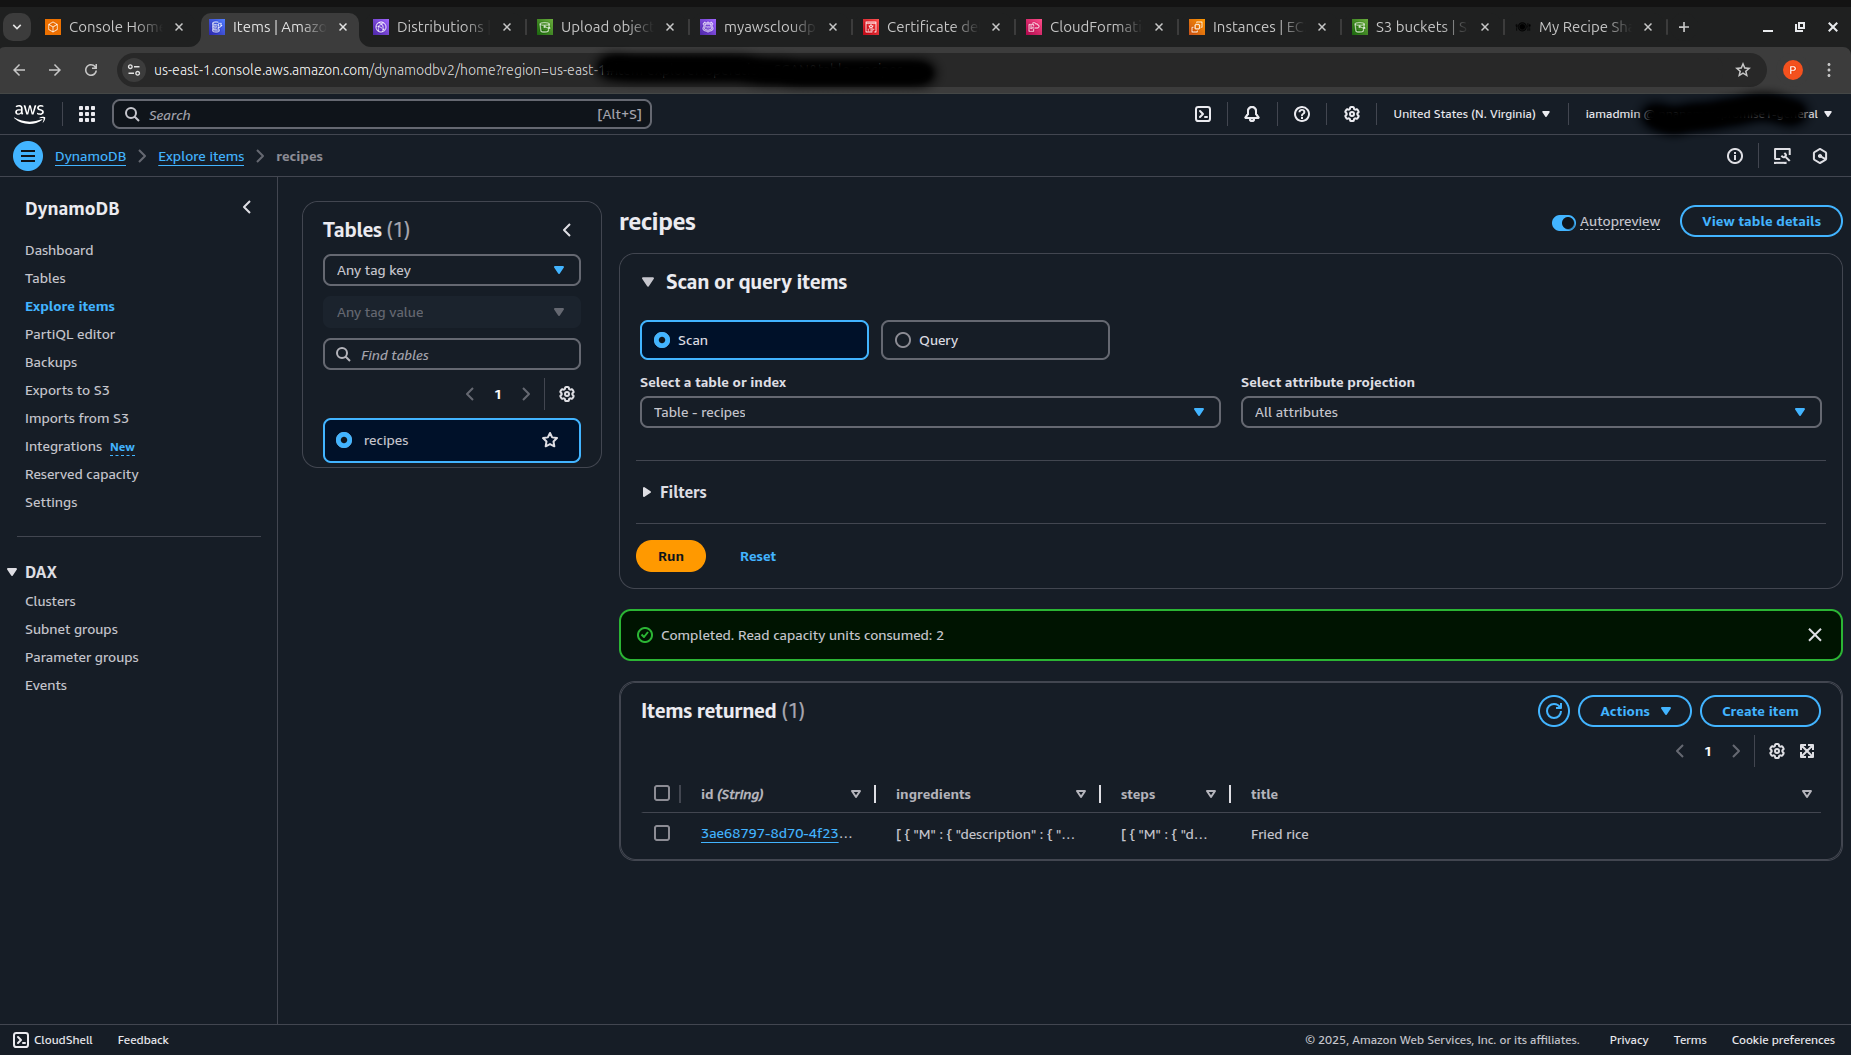 Console Hom
Items | Amazo
Distributions
Upload objec
myawscloudp
Certificate de
CloudFormati
Instances | EC
S3 buckets | S
My Recipe Sh
us-east-1.console.aws.amazon.com/dynamodbv2/home?region=us-east-1
P
aws
Search
[Alt+S]
United States (N. Virginia)
iamadmin @
DynamoDB
Explore items
recipes
DynamoDB
Dashboard
Tables
Explore items
PartiQL editor
Backups
Exports to S3
Imports from S3
Integrations New
Reserved capacity
Settings
DAX
Clusters
Subnet groups
Parameter groups
Events
Tables (1)
Any tag key
Any tag value
Find tables
1
recipes
recipes
Autopreview
View table details
Scan or query items
Scan
Query
Select a table or index
Table - recipes
Select attribute projection
All attributes
Filters
Run
Reset
Completed. Read capacity units consumed: 2
Items returned (1)
Actions
Create item
1
id (String)
ingredients
steps
title
3ae68797-8d70-4f23...
[ { "M" : { "description" : { "...
[ { "M" : { "d...
Fried rice
CloudShell
Feedback
© 2025, Amazon Web Services, Inc. or its affiliates.
Privacy
Terms
Cookie preferences